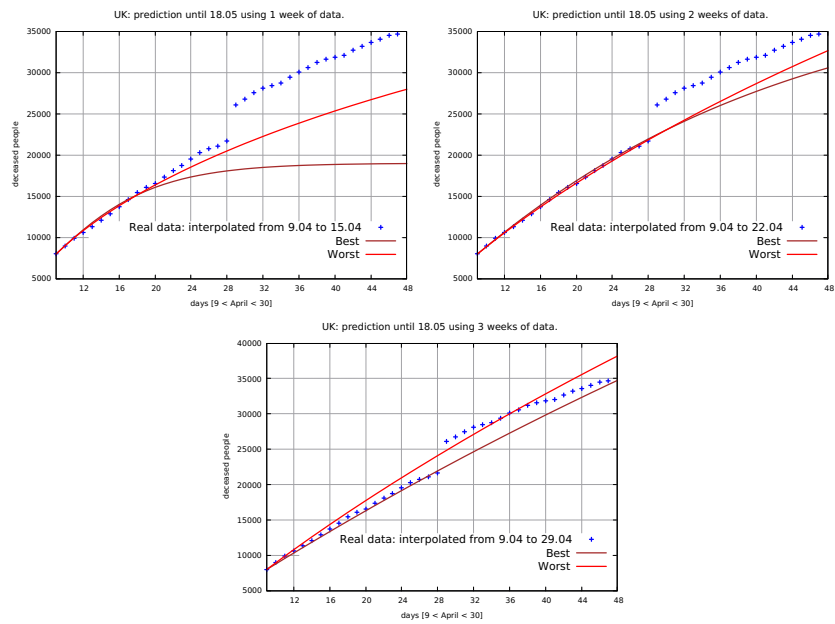 UK: prediction until 18.05 using 1 week of data.
35000
30000
25000
20000
15000
10000
5000
deceased people
Real data: interpolated from 9.04 to 15.04
Best
Worst
12 16 20 24 28 32 36 40 44 48
days [9 < April < 30]
UK: prediction until 18.05 using 2 weeks of data.
35000
30000
25000
20000
15000
10000
5000
deceased people
Real data: interpolated from 9.04 to 22.04
Best
Worst
12 16 20 24 28 32 36 40 44 48
days [9 < April < 30]
UK: prediction until 18.05 using 3 weeks of data.
40000
35000
30000
25000
20000
15000
10000
5000
deceased people
Real data: interpolated from 9.04 to 29.04
Best
Worst
12 16 20 24 28 32 36 40 44 48
days [9 < April < 30]